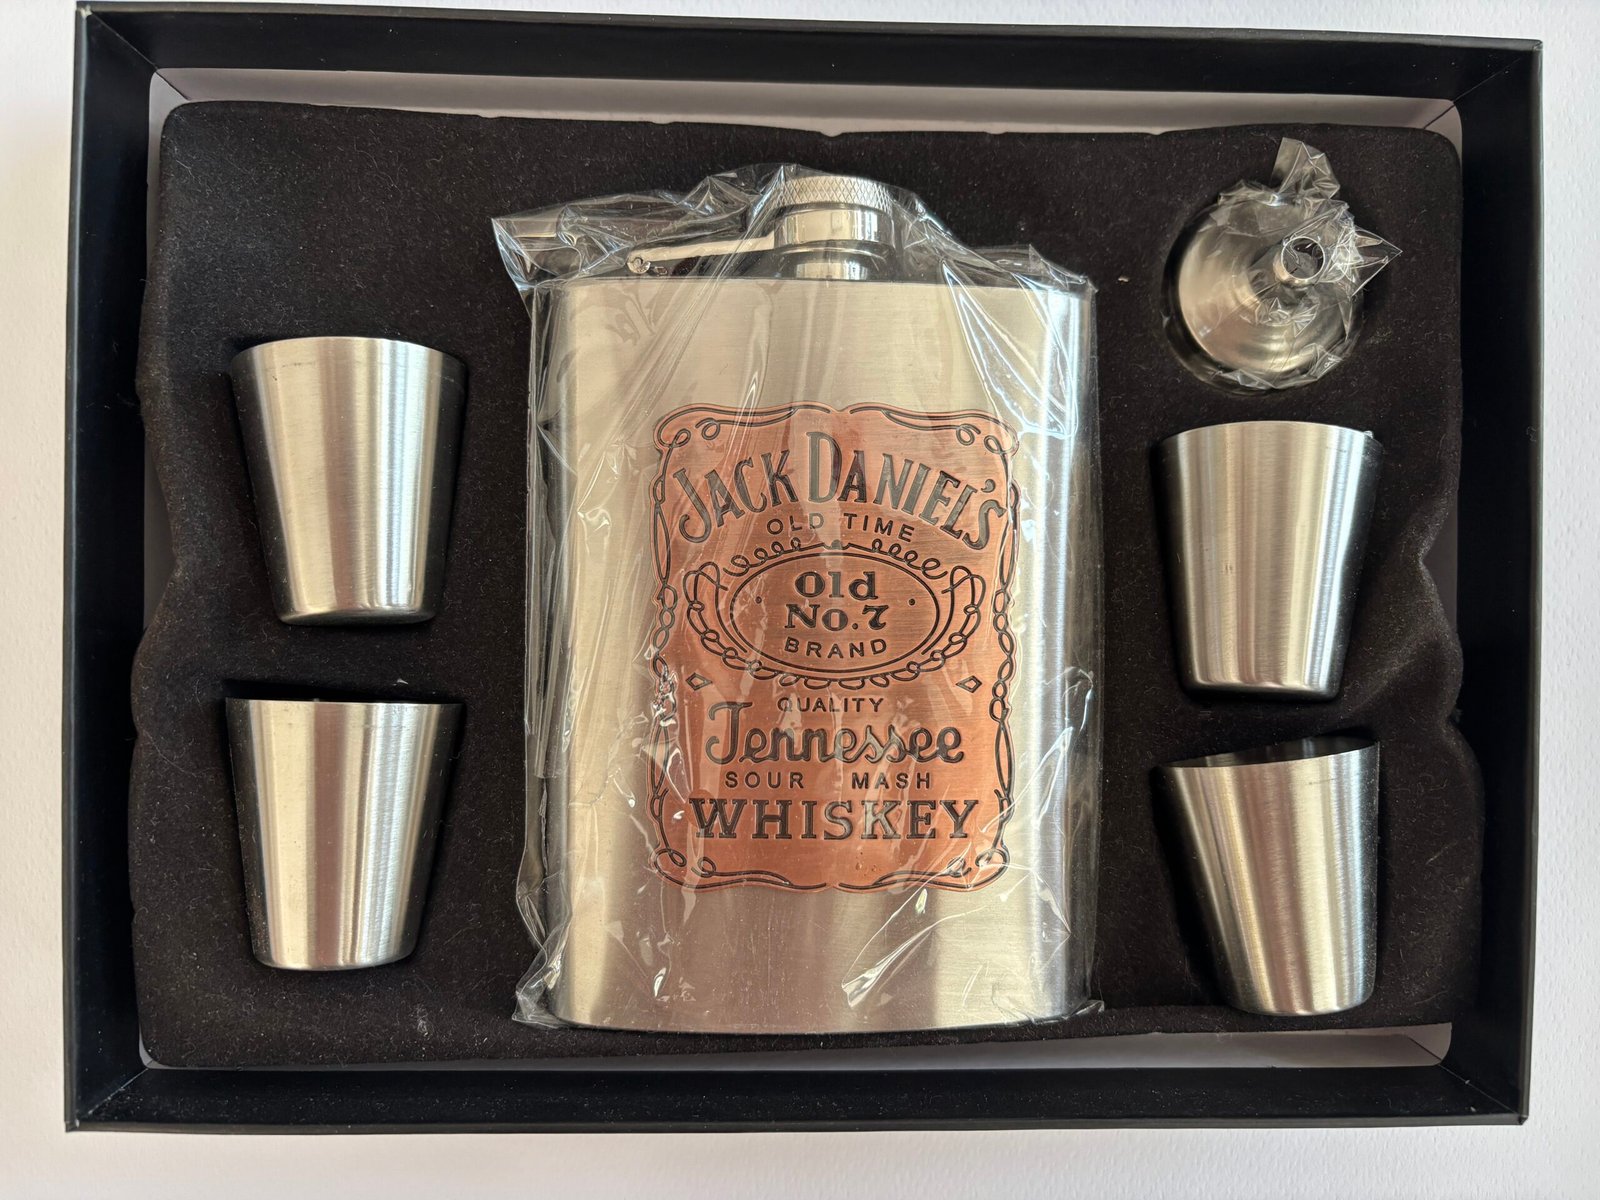 JACK DANIEL'S
OLD TIME
Old
No.7
BRAND
QUALITY
Tennessee
SOUR MASH
WHISKEY